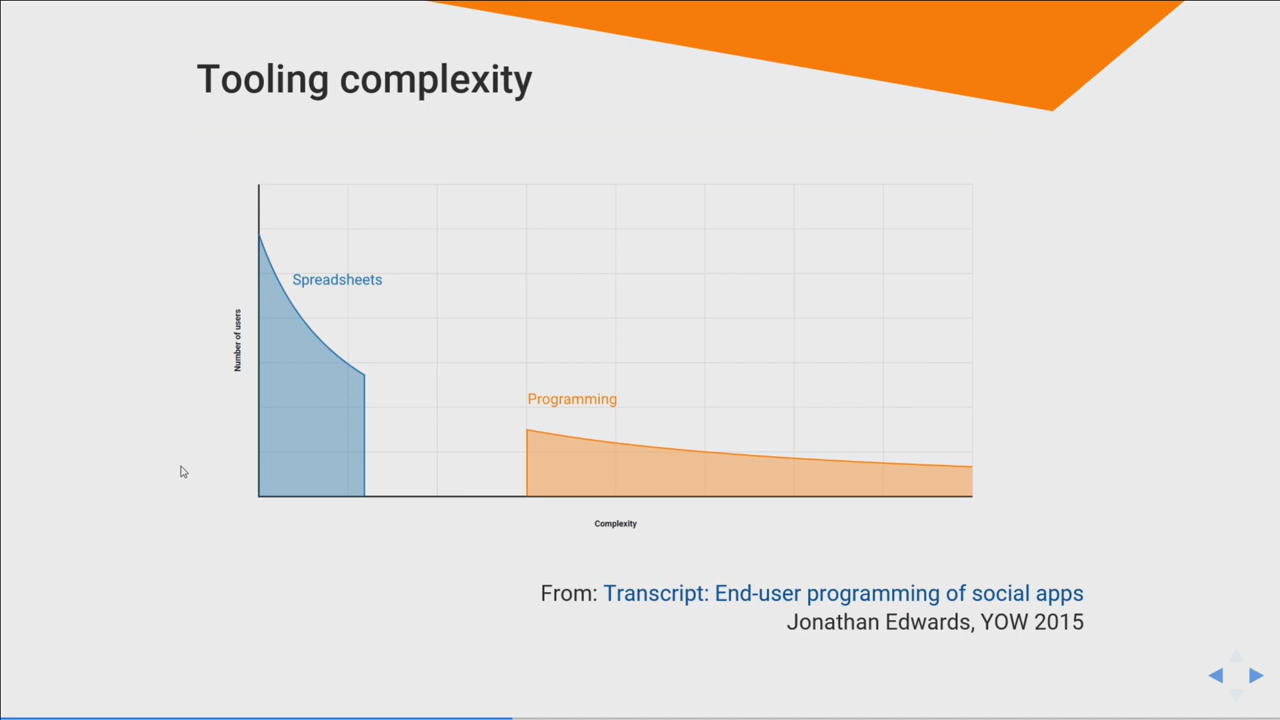 Tooling complexity
Spreadsheets
Number of users
Programming
Complexity
From: Transcript: End-user programming of social apps
Jonathan Edwards, YOW 2015